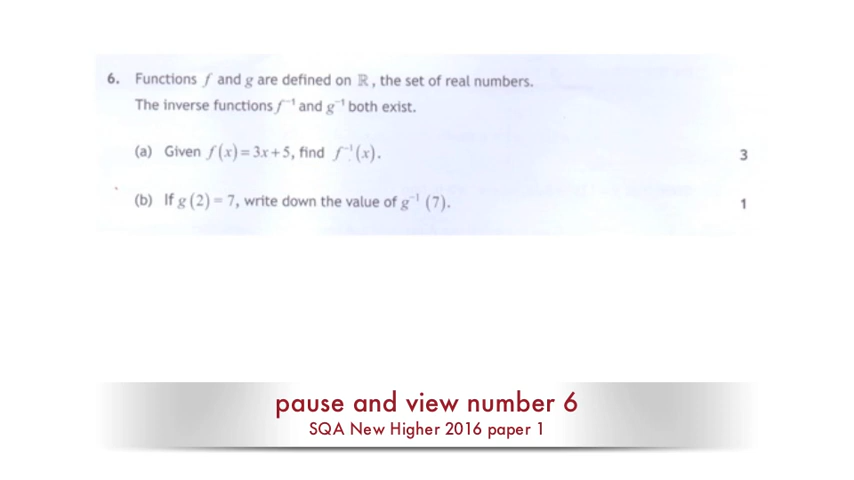 6. Functions f and g are defined on ℝ, the set of real numbers.
The inverse functions f⁻¹ and g⁻¹ both exist.
(a) Given f(x) = 3x + 5, find f⁻¹(x). 3
(b) If g(2) = 7, write down the value of g⁻¹(7). 1
pause and view number 6
SQA New Higher 2016 paper 1